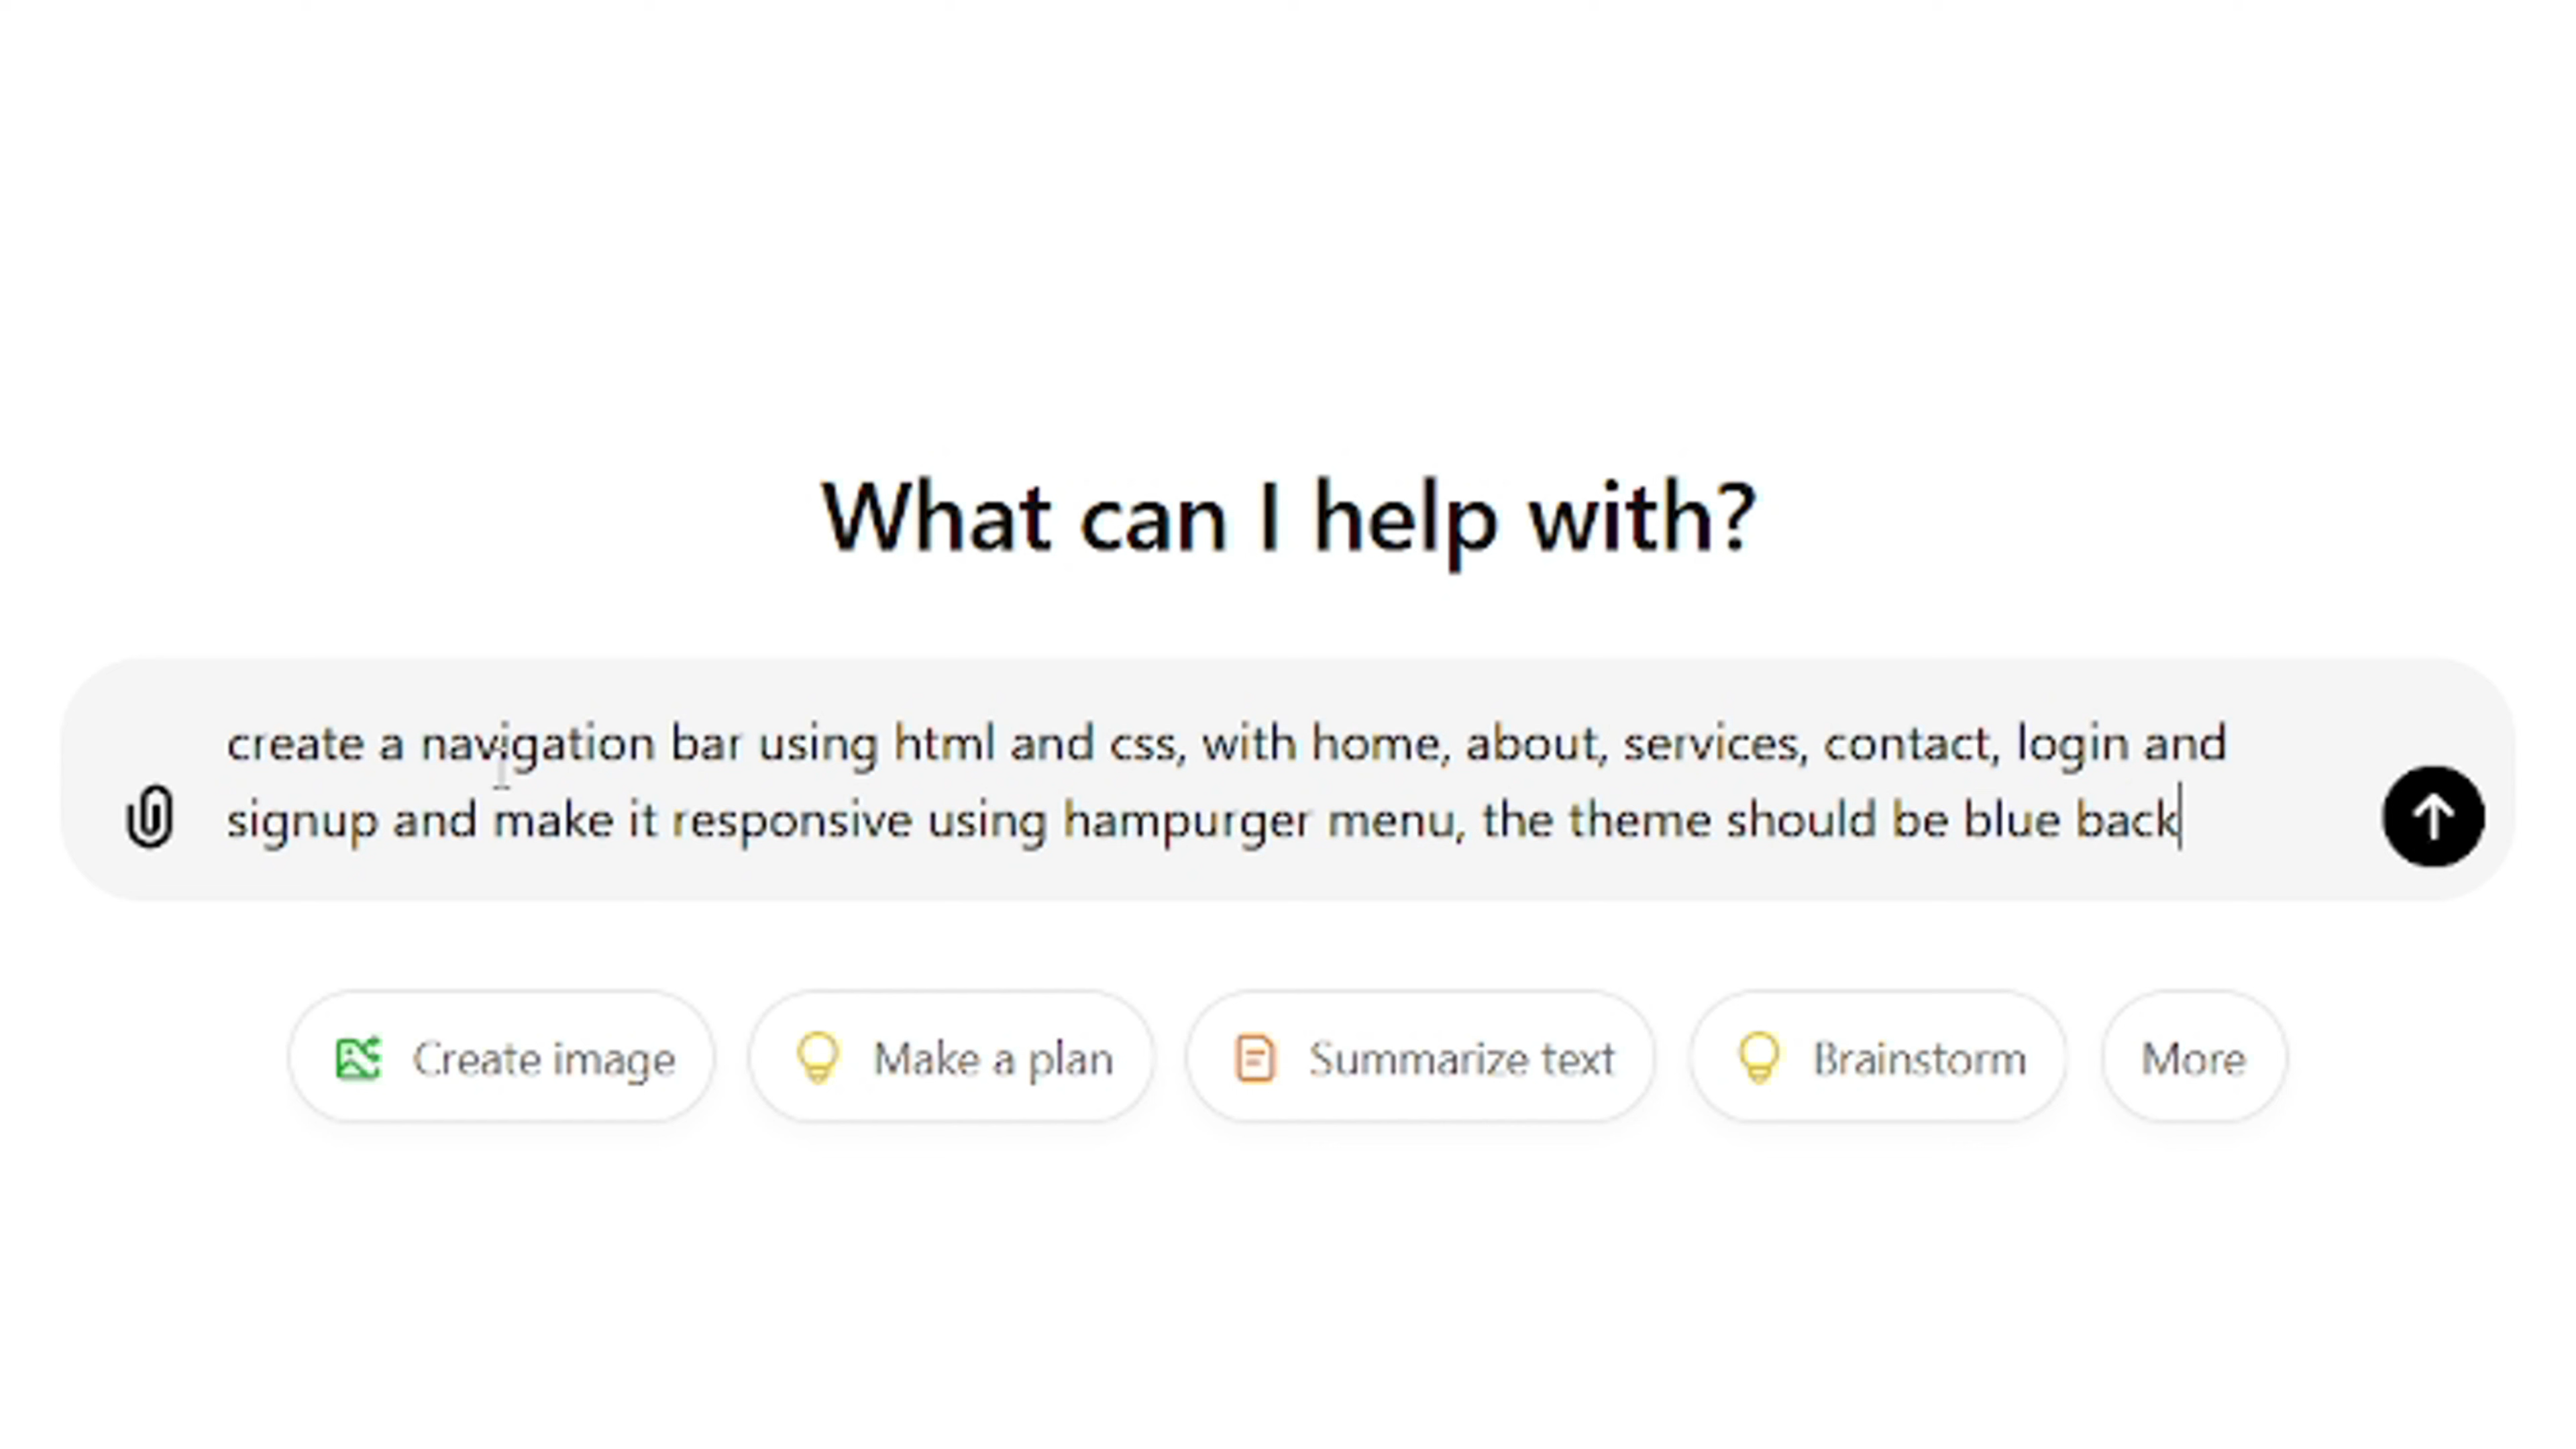 What can I help with?
create a navigation bar using html and css, with home, about, services, contact, login and
signup and make it responsive using hampurger menu, the theme should be blue back
Create image
Make a plan
Summarize text
Brainstorm
More